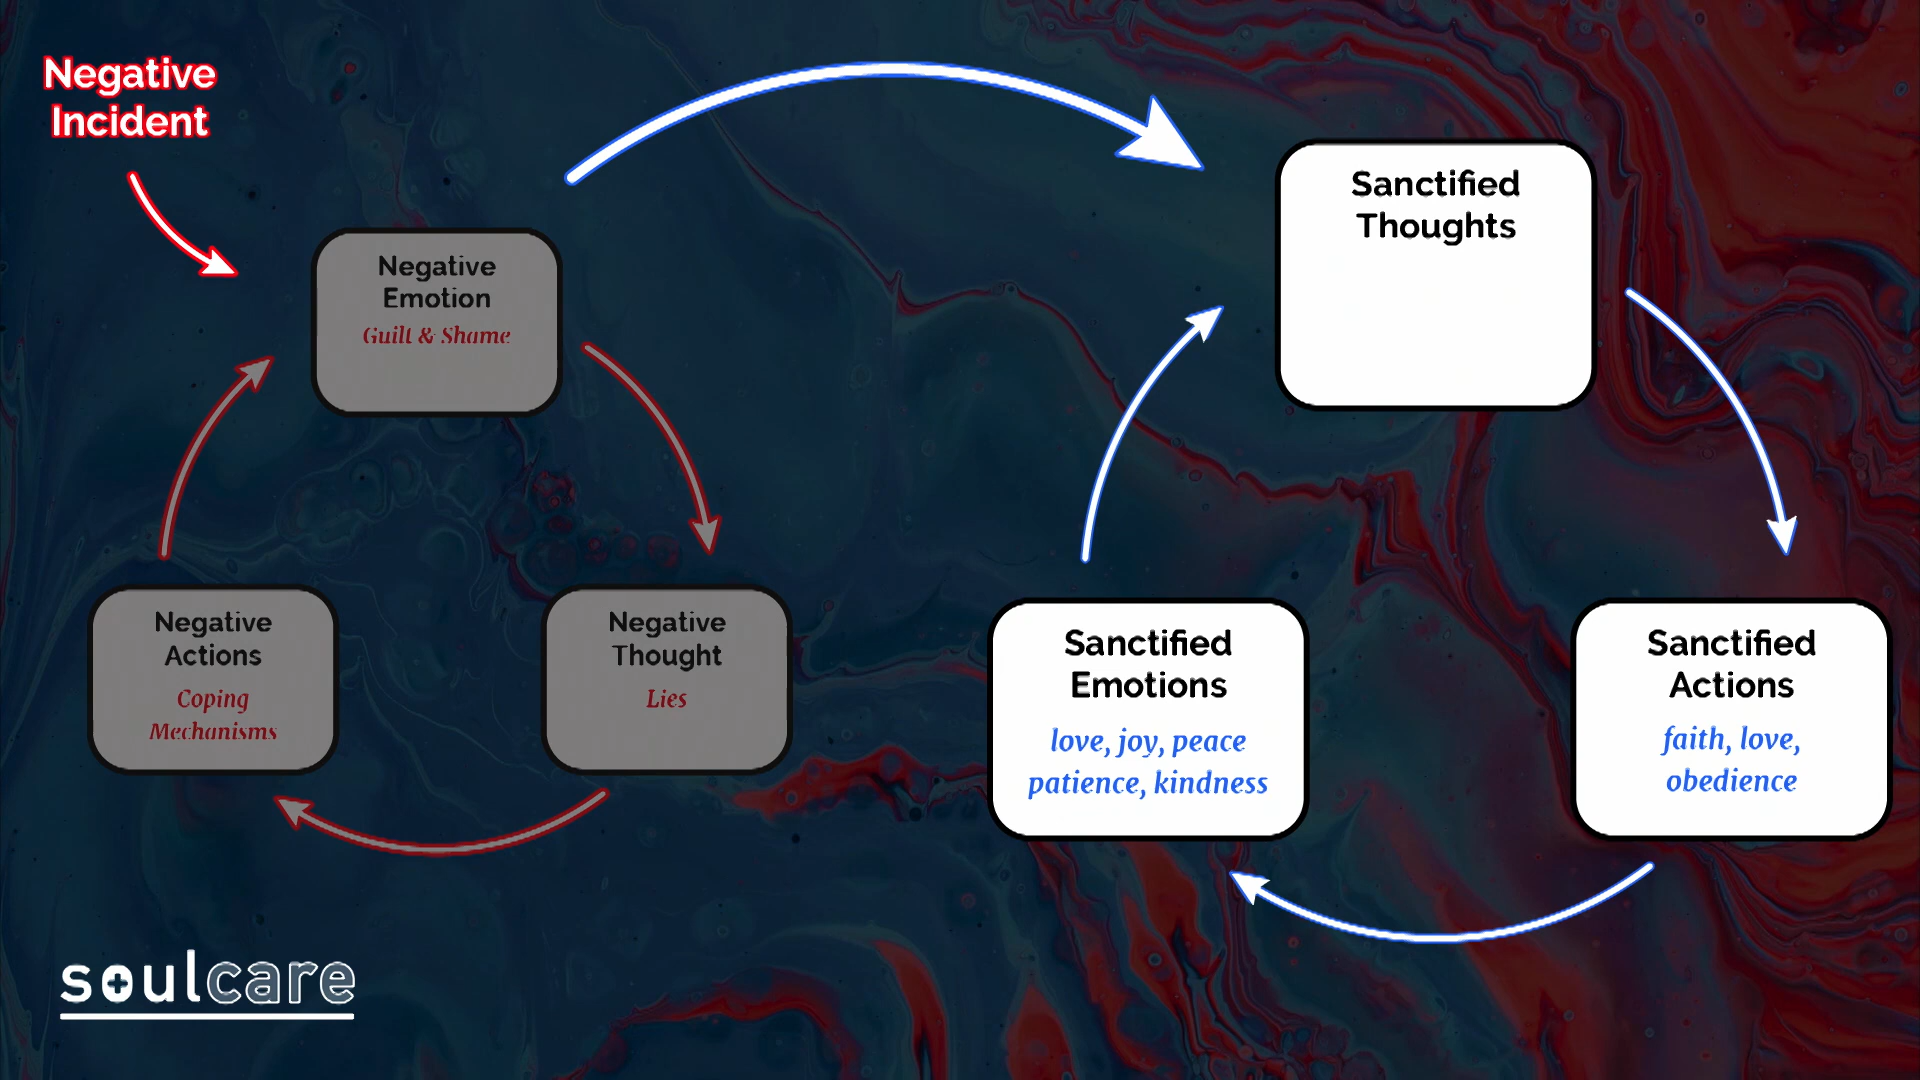 Negative
Incident
Negative
Emotion
Guilt & Shame
Negative
Thought
Lies
Negative
Actions
Coping
Mechanisms
Sanctified
Thoughts
Sanctified
Actions
faith, love,
obedience
Sanctified
Emotions
love, joy, peace
patience, kindness
soulcare